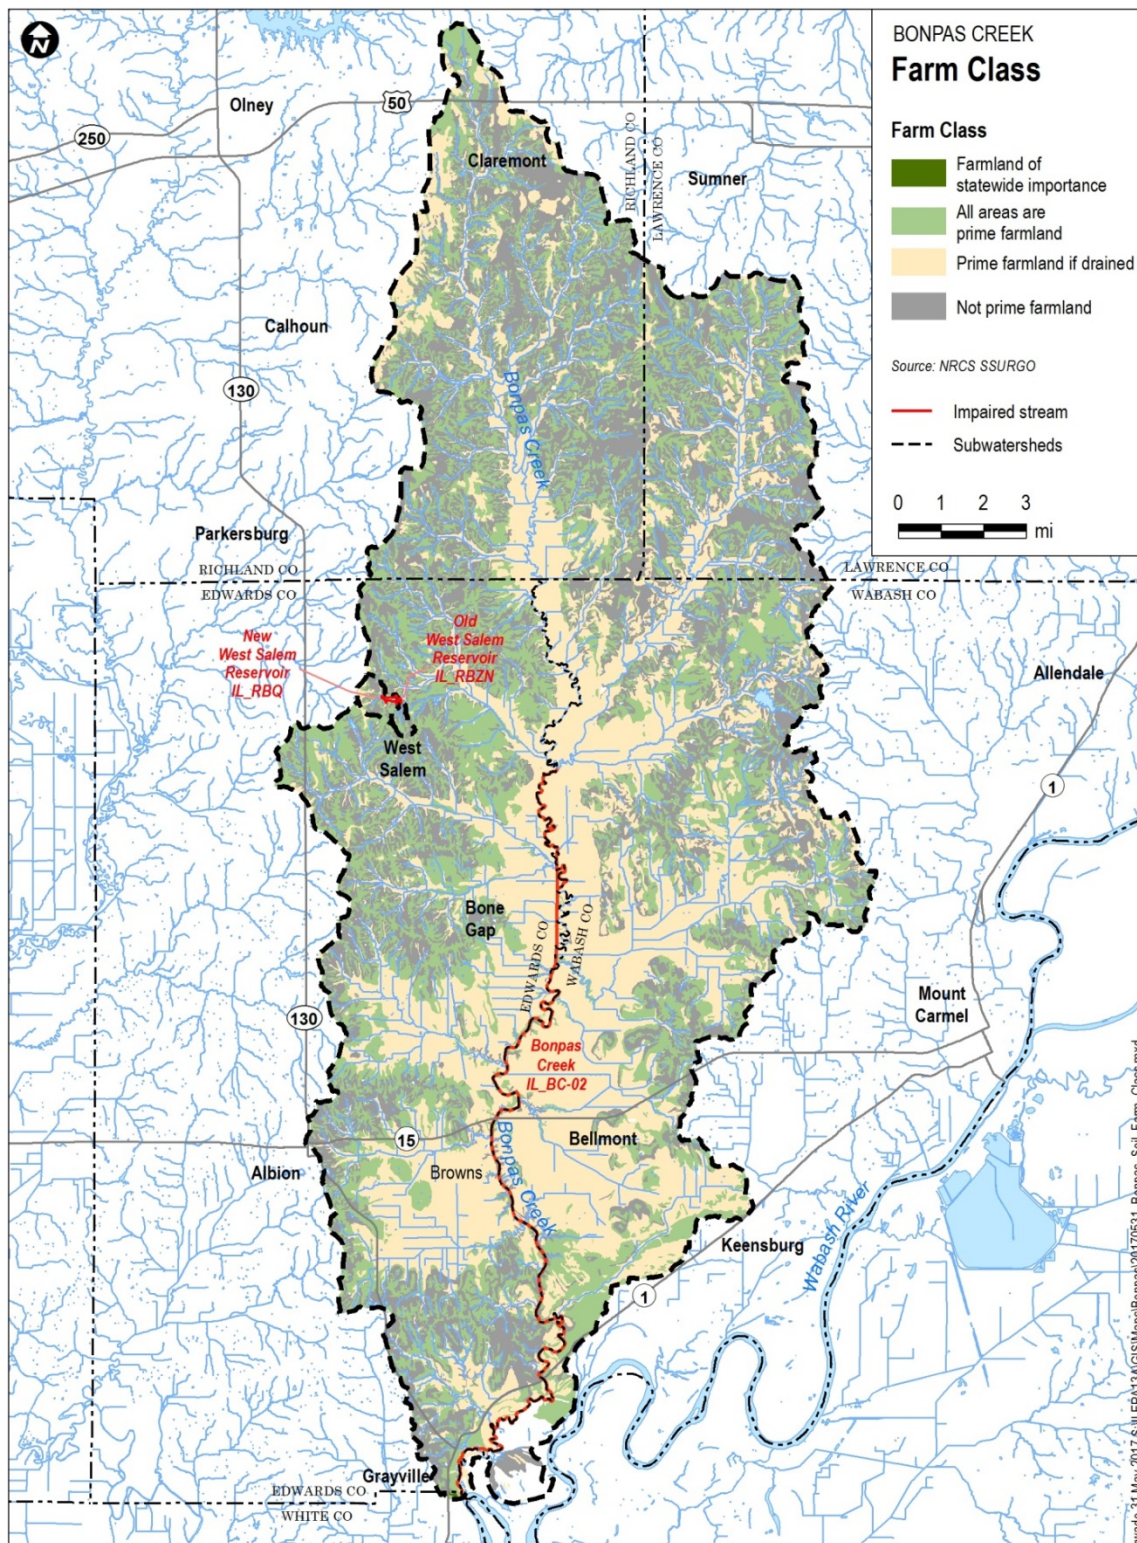 BONPAS CREEK
Farm Class
Farm Class
Farmland of
statewide importance
All areas are
prime farmland
Prime farmland if drained
Not prime farmland
Source: NRCS SSURGO
Impaired stream
Subwatersheds
0 1 2 3
mi
N
Olney
50
250
Claremont
RICHLAND CO
LAWRENCE CO
Sumner
Calhoun
130
Bonpas Creek
Parkersburg
RICHLAND CO
EDWARDS CO
LAWRENCE CO
WABASH CO
New
West Salem
Reservoir
IL_RBQ
Old
West Salem
Reservoir
IL_RBZN
Allendale
West
Salem
1
Bone
Gap
EDWARDS CO
WABASH CO
Mount
Carmel
130
Bonpas
Creek
IL_BC-02
15
Bellmont
Albion
Browns
Bonpas Creek
Keensburg
Wabash River
1
Grayville
EDWARDS CO
WHITE CO